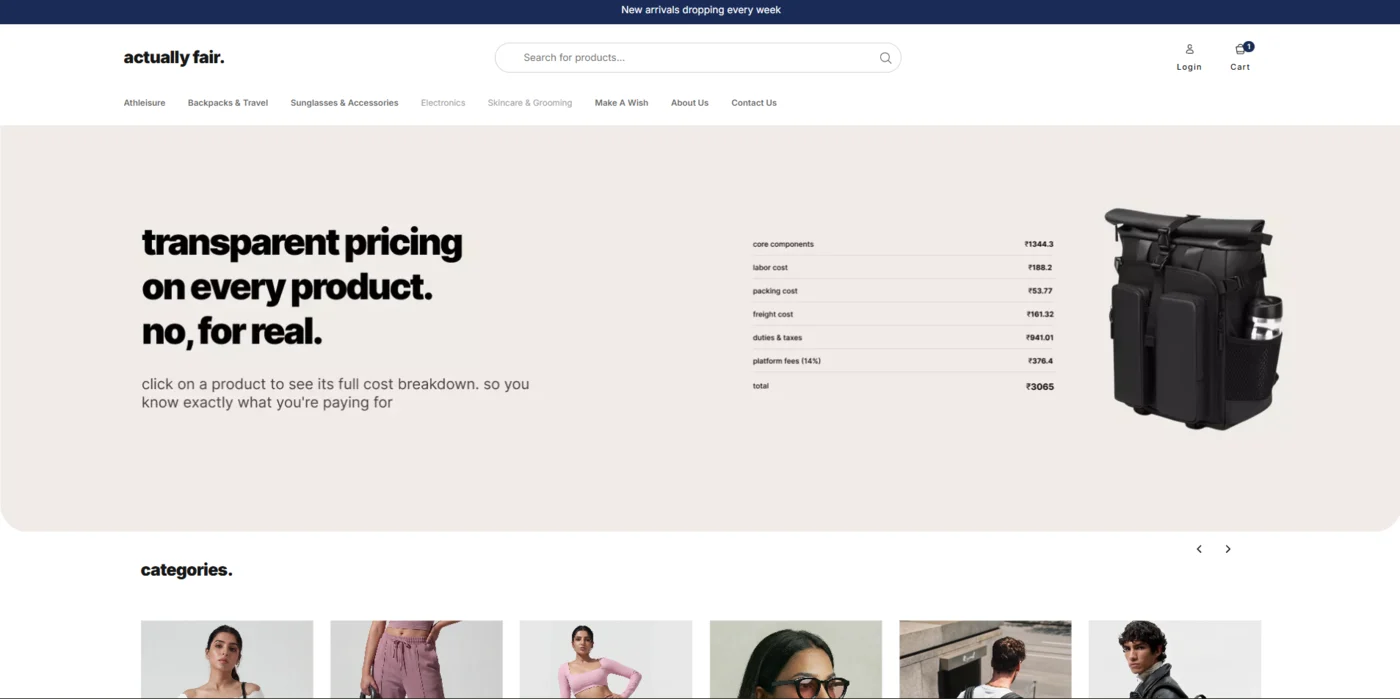 New arrivals dropping every week
actually fair.
Search for products...
Login
1
Cart
Athleisure
Backpacks & Travel
Sunglasses & Accessories
Electronics
Skincare & Grooming
Make A Wish
About Us
Contact Us
transparent pricing
on every product.
no, for real.
click on a product to see its full cost breakdown. so you
know exactly what you're paying for
core components ₹1344.3
labor cost ₹188.2
packing cost ₹53.77
freight cost ₹161.32
duties & taxes ₹941.01
platform fees (14%) ₹376.4
total ₹3065
categories.